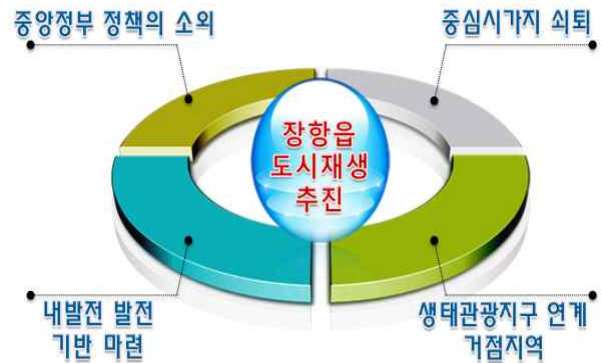 중앙정부 정책의 소외
중심시가지 쇠퇴
장항읍
도시재생
추진
내발전 발전
기반 마련
생태관광지구 연계
거점지역